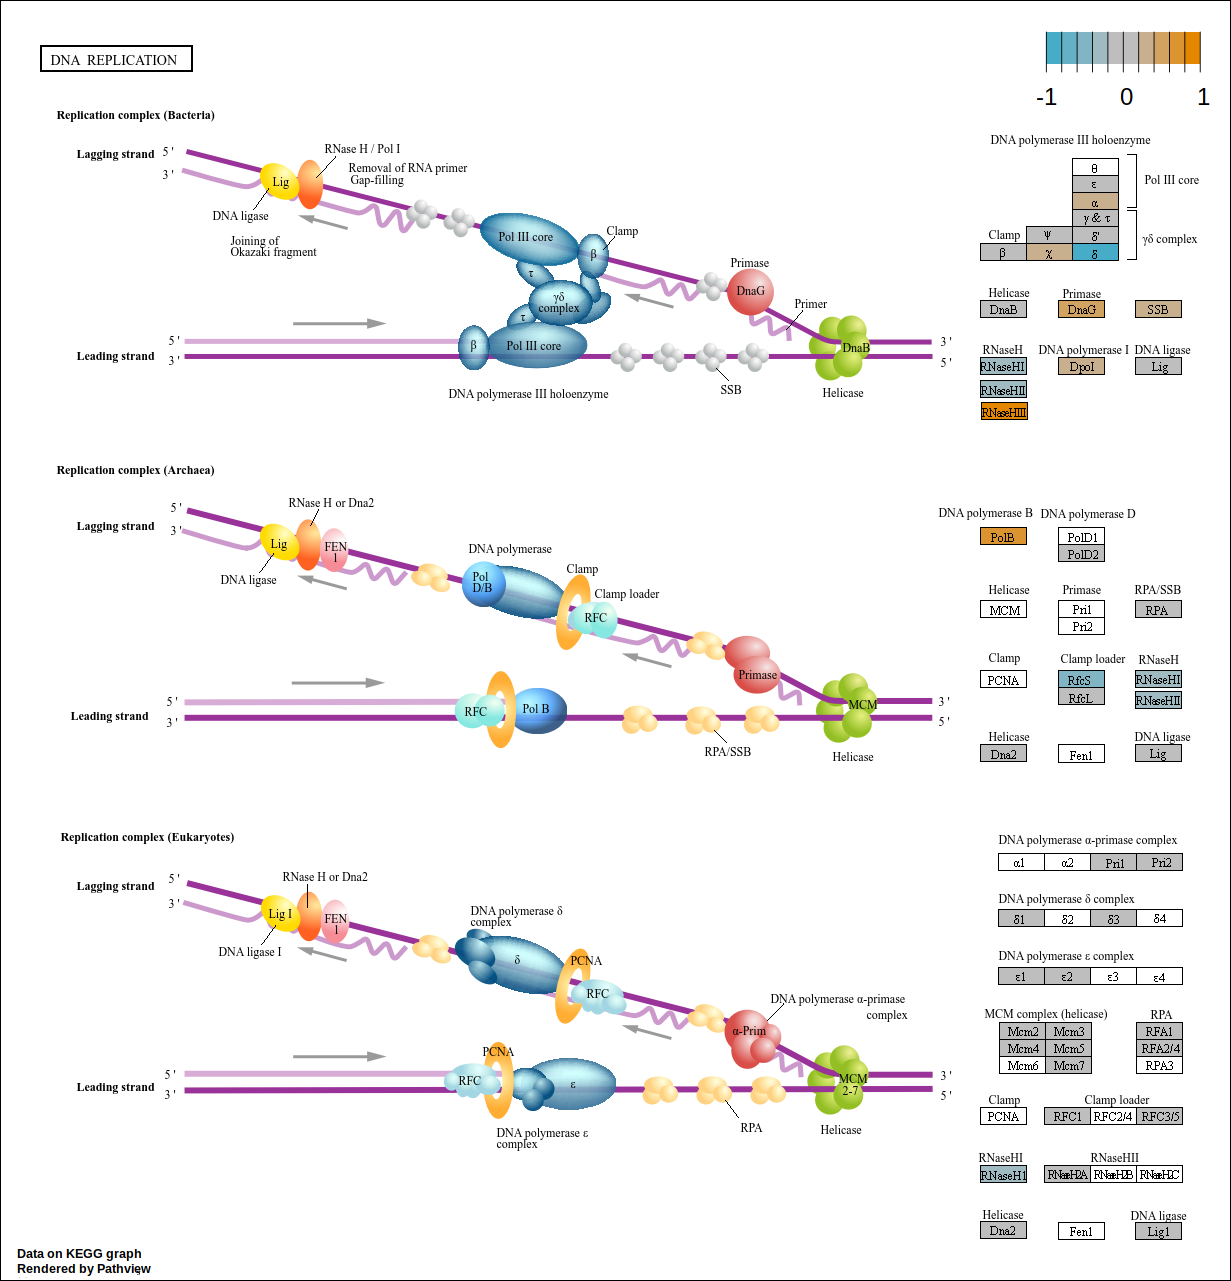 DNA REPLICATION
-1 0 1
Replication complex (Bacteria)
Lagging strand 5 '
3 '
RNase H / Pol I
Removal of RNA primer
Gap-filling
Lig
DNA ligase
Joining of
Okazaki fragment
Pol III core
Clamp
β
τ
γδ
complex
τ
Primase
DnaG
Primer
5 '
Leading strand 3 '
β
Pol III core
DnaB
3 '
5 '
DNA polymerase III holoenzyme
SSB
Helicase
DNA polymerase III holoenzyme
θ
ε
α
Pol III core
γ & τ
Clamp ψ δ'
β χ δ
γδ complex
Helicase Primase
DnaB DnaG SSB
RNaseH DNA polymerase I DNA ligase
RNaseHI DpoI Lig
RNaseHII
RNaseHIII
Replication complex (Archaea)
Lagging strand
5 '
3 '
RNase H or Dna2
Lig
FEN
1
DNA ligase
DNA polymerase
Pol
D/B
Clamp
Clamp loader
RFC
Primase
5 '
Leading strand 3 '
RFC
Pol B
MCM
3 '
5 '
RPA/SSB
Helicase
DNA polymerase B DNA polymerase D
PolB PolD1
PolD2
Helicase Primase RPA/SSB
MCM Pri1 RPA
Pri2
Clamp Clamp loader RNaseH
PCNA RfcS RNaseHI
RfcL RNaseHII
Helicase DNA ligase
Dna2 Fen1 Lig
Replication complex (Eukaryotes)
Lagging strand
5 '
3 '
RNase H or Dna2
Lig I
FEN
1
DNA ligase I
DNA polymerase δ
complex
δ
PCNA
RFC
DNA polymerase α-primase
complex
α-Prim
PCNA
5 '
Leading strand
3 '
RFC
ε
MCM
2-7
3 '
5 '
DNA polymerase ε
complex
RPA
Helicase
DNA polymerase α-primase complex
α1 α2 Pri1 Pri2
DNA polymerase δ complex
δ1 δ2 δ3 δ4
DNA polymerase ε complex
ε1 ε2 ε3 ε4
MCM complex (helicase) RPA
Mcm2 Mcm3 RFA1
Mcm4 Mcm5 RFA2/4
Mcm6 Mcm7 RPA3
Clamp Clamp loader
PCNA RFC1 RFC2/4 RFC3/5
RNaseHI RNaseHII
RNaseH1 RNaseH2A RNaseH2B RNaseH2C
Helicase DNA ligase
Dna2 Fen1 Lig1
Data on KEGG graph
Rendered by Pathview